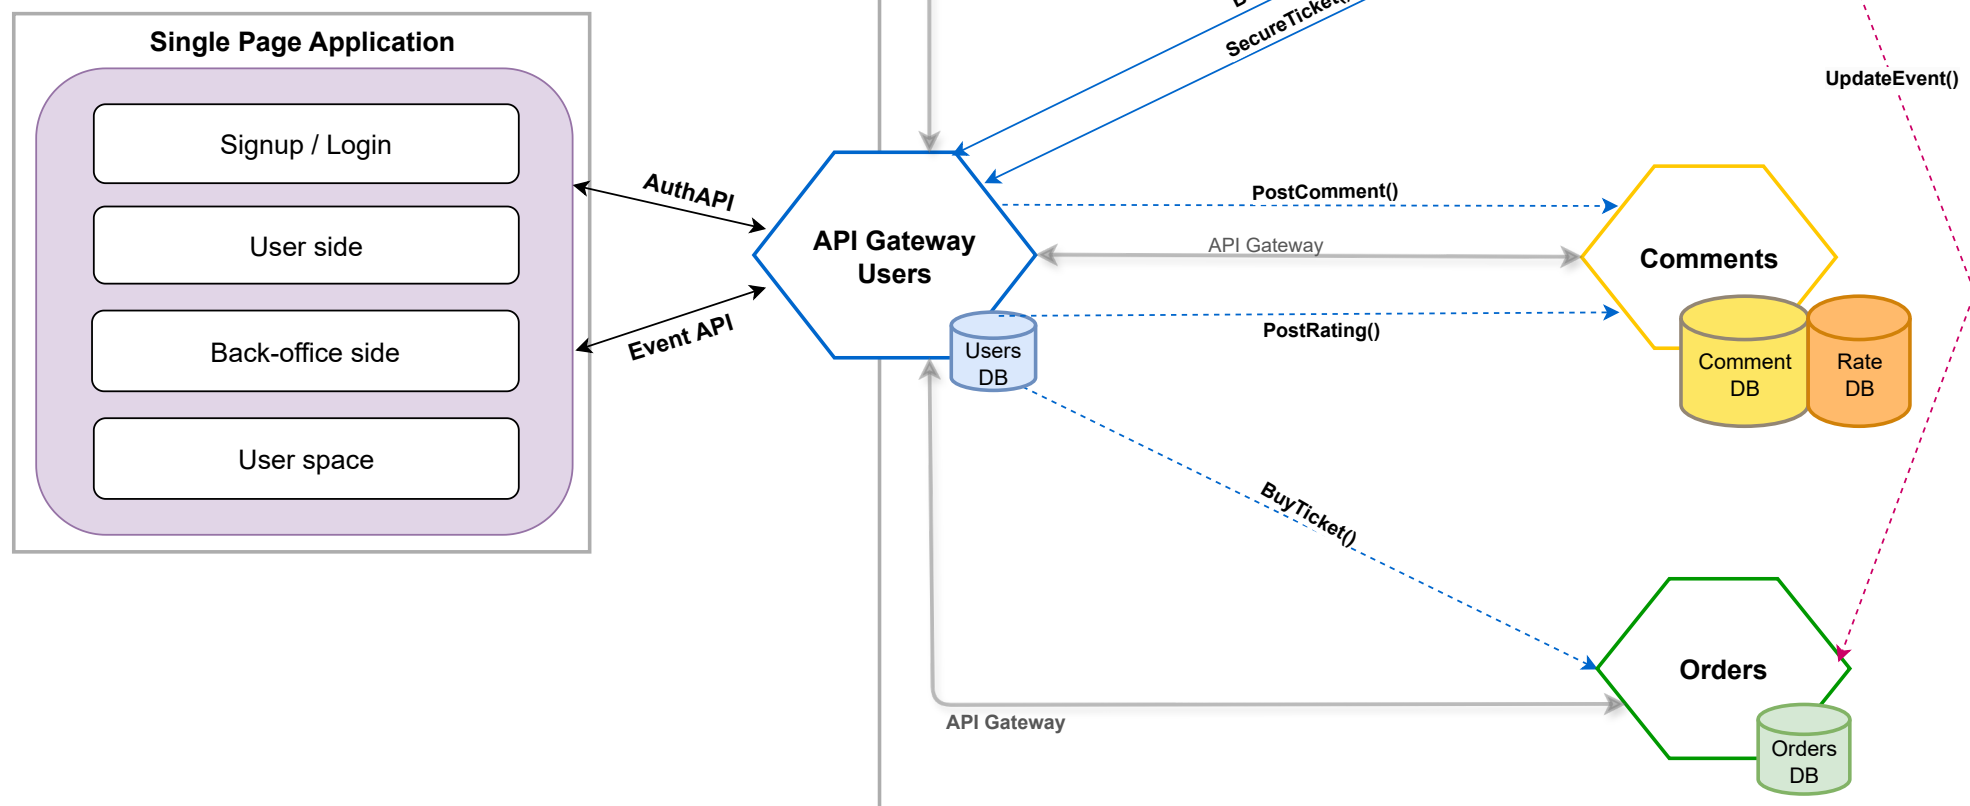 Single Page Application
Signup / Login
User side
Back-office side
User space
AuthAPI
Event API
API Gateway
Users
Users
DB
SecureTicket()
PostComment()
API Gateway
PostRating()
BuyTicket()
API Gateway
UpdateEvent()
Comments
Comment
DB
Rate
DB
Orders
Orders
DB